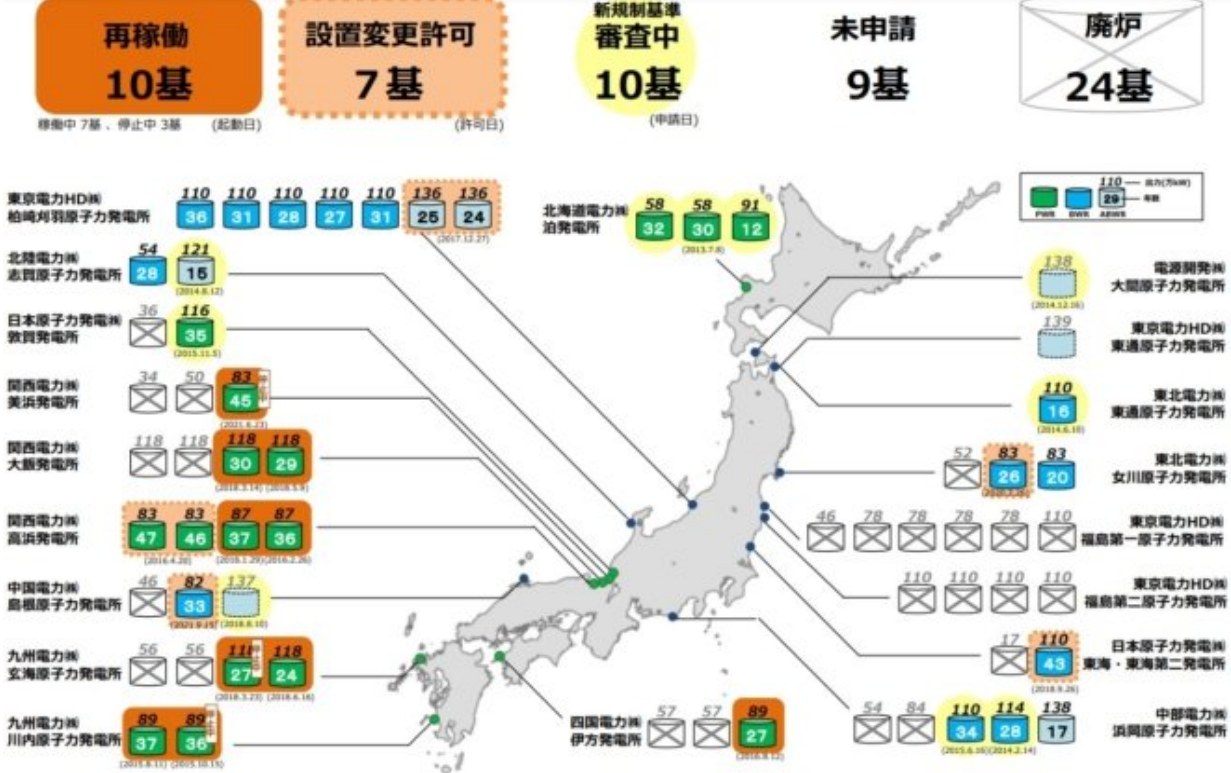 再稼働
10基
稼働中 7基 、停止中 3基 (起動日)
設置変更許可
7基
(許可日)
新規制基準
審査中
10基
(申請日)
未申請
9基
廃炉
24基
110 出力(万kW)
29 年数
PWR BWR ABWR
東京電力HD㈱
柏崎刈羽原子力発電所
110 110 110 110 110 136 136
36 31 28 27 31 25 24
(2017.12.27)
北陸電力㈱
志賀原子力発電所
54 121
28 15
(2014.8.12)
日本原子力発電㈱
敦賀発電所
36 116
35
(2015.11.5)
関西電力㈱
美浜発電所
34 50 83
45
(2021.6.23)
関西電力㈱
大飯発電所
118 118 118 118
30 29
(2018.3.14) (2018.5.9)
関西電力㈱
高浜発電所
83 83 87 87
47 46 37 36
(2016.4.20) (2016.1.29) (2016.2.26)
中国電力㈱
島根原子力発電所
46 82 137
33
(2021.9.15) (2018.8.10)
九州電力㈱
玄海原子力発電所
56 56 118 118
27 24
(2018.3.23) (2018.6.16)
九州電力㈱
川内原子力発電所
89 89
37 36
(2015.8.11) (2015.10.15)
北海道電力㈱
泊発電所
58 58 91
32 30 12
(2013.7.8)
四国電力㈱
伊方発電所
57 57 89
27
(2016.8.12)
138
電源開発㈱
大間原子力発電所
(2014.12.16)
139
東京電力HD㈱
東通原子力発電所
110
16
東北電力㈱
東通原子力発電所
(2014.6.10)
52 83 83
26 20
東北電力㈱
女川原子力発電所
46 78 78 78 78 110
東京電力HD㈱
福島第一原子力発電所
110 110 110 110
東京電力HD㈱
福島第二原子力発電所
17 110
43
日本原子力発電㈱
東海・東海第二発電所
(2018.9.26)
54 84 110 114 138
34 28 17
中部電力㈱
浜岡原子力発電所
(2015.6.16) (2014.2.14)